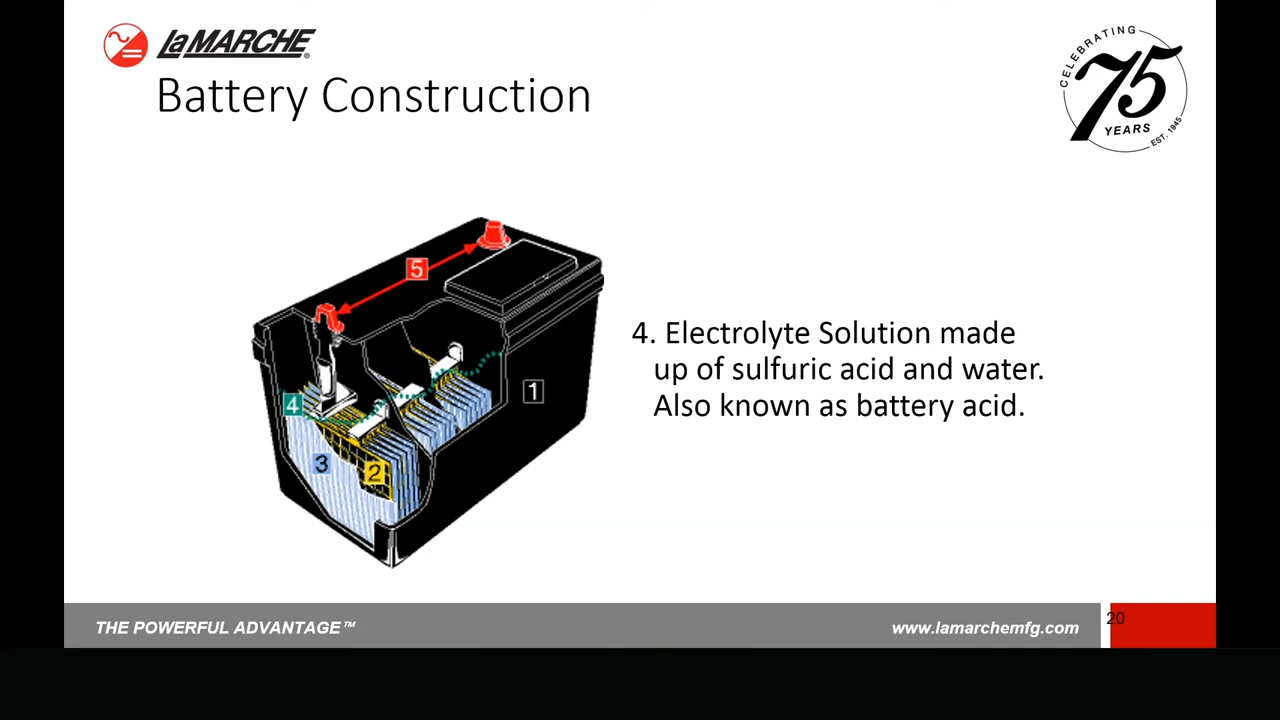 LaMARCHE®
CELEBRATING
75
YEARS
EST. 1945
Battery Construction
5
4. Electrolyte Solution made
up of sulfuric acid and water.
Also known as battery acid.
1
4
3
2
THE POWERFUL ADVANTAGE™
www.lamarchemfg.com
20